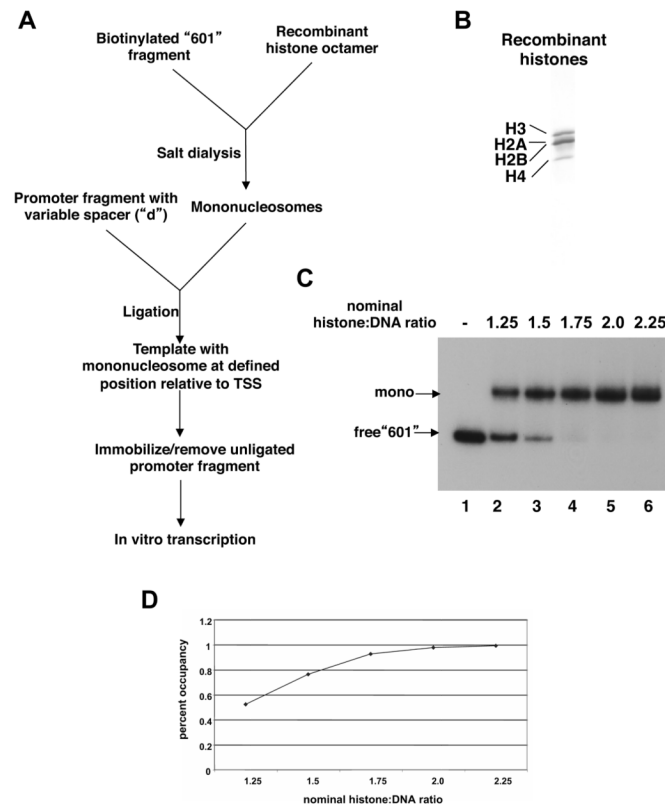 A
Biotinylated “601”
fragment
Recombinant
histone octamer
Salt dialysis
Promoter fragment with
variable spacer (“d”)
Mononucleosomes
Ligation
Template with
mononucleosome at defined
position relative to TSS
Immobilize/remove unligated
promoter fragment
In vitro transcription
B
Recombinant
histones
H3
H2A
H2B
H4
C
nominal
histone:DNA ratio - 1.25 1.5 1.75 2.0 2.25
mono
free“601”
1 2 3 4 5 6
D
percent occupancy
1.2
1
0.8
0.6
0.4
0.2
0
1.25 1.5 1.75 2.0 2.25
nominal histone:DNA ratio